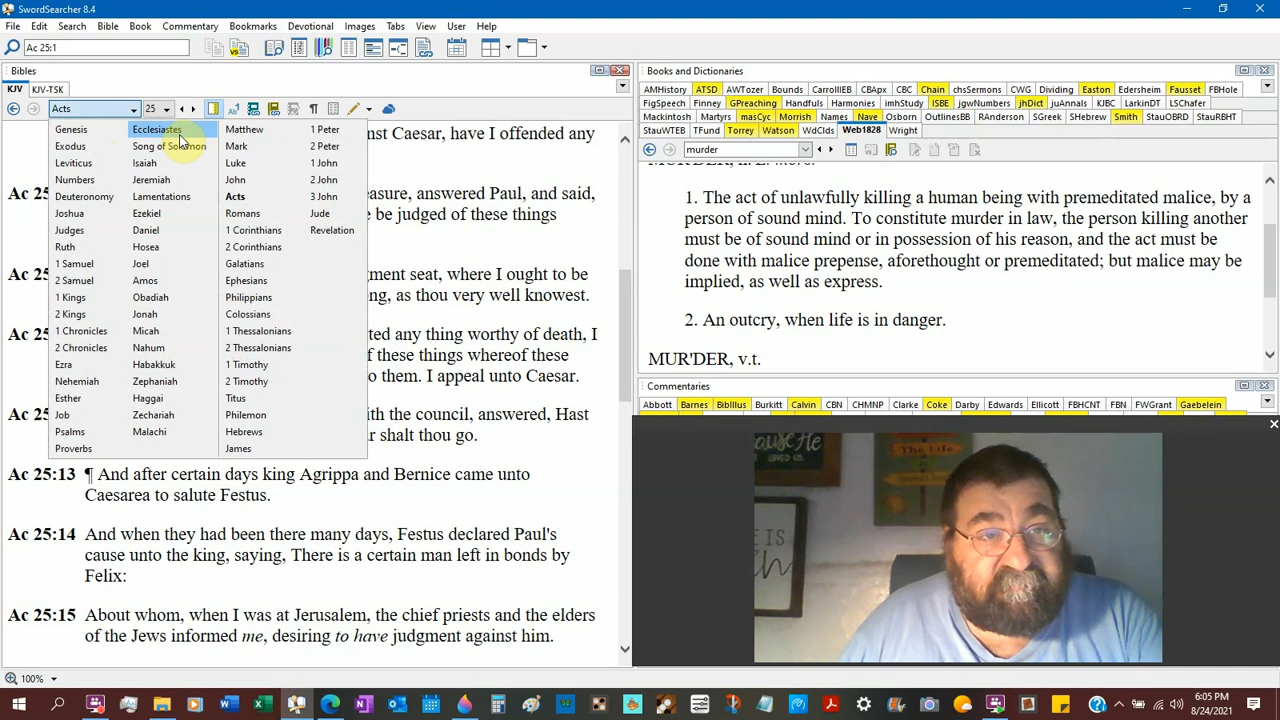 SwordSearcher 8.4
File Edit Search Bible Book Commentary Bookmarks Devotional Images Tabs View User Help
Ac 25:1
Bibles
KJV KJV-TSK
Acts 25
Genesis Ecclesiastes Matthew 1 Peter
Exodus Song of Solomon Mark 2 Peter
Leviticus Isaiah Luke 1 John
Numbers Jeremiah John 2 John
Deuteronomy Lamentations Acts 3 John
Joshua Ezekiel Romans Jude
Judges Daniel 1 Corinthians Revelation
Ruth Hosea 2 Corinthians
1 Samuel Joel Galatians
2 Samuel Amos Ephesians
1 Kings Obadiah Philippians
2 Kings Jonah Colossians
1 Chronicles Micah 1 Thessalonians
2 Chronicles Nahum 2 Thessalonians
Ezra Habakkuk 1 Timothy
Nehemiah Zephaniah 2 Timothy
Esther Haggai Titus
Job Zechariah Philemon
Psalms Malachi Hebrews
Proverbs James
nst Caesar, have I offended any
Ac 25 easure, answered Paul, and said,
e be judged of these things
Ac 25 gment seat, where I ought to be
ng, as thou very well knowest.
Ac 25 ted any thing worthy of death, I
f these things whereof these
o them. I appeal unto Caesar.
Ac 25 ith the council, answered, Hast
ar shalt thou go.
Ac 25:13 ¶ And after certain days king Agrippa and Bernice came unto
Caesarea to salute Festus.
Ac 25:14 And when they had been there many days, Festus declared Paul's
cause unto the king, saying, There is a certain man left in bonds by
Felix:
Ac 25:15 About whom, when I was at Jerusalem, the chief priests and the elders
of the Jews informed me, desiring to have judgment against him.
100%
Books and Dictionaries
AMHistory ATSD AWTozer Bounds CarrollEIB CBApx CBC Chain chsSermons CWC Easton Edersheim Fausset FBHole
FigSpeech Finney GPreaching Handfuls Harmonies imhStudy ISBE jgwNumbers jhDict juAnnals KJBC LarkinDT LSChafer
Mackintosh Martyrs masCyc Morrish Names Nave Outler OutlinesBB RAnderson SGreek SHebrew Smith StauOBRD StauRBHT
StauWTEB TFund Torrey Watson WdClds Web1828 Wright
murder
1. The act of unlawfully killing a human being with premeditated malice, by a
person of sound mind. To constitute murder in law, the person killing another
must be of sound mind or in possession of his reason, and the act must be
done with malice prepense, aforethought or premeditated; but malice may be
implied, as well as express.
2. An outcry, when life is in danger.
MUR'DER, v.t.
Commentaries
Abbott Barnes BibIllus Burkitt Calvin CBN CHMNP Clarke Coke Darby Edwards Ellicott FBHCNT FBN FWGrant Gaebelein
Because He
LOVED
The Life
6:05 PM
8/24/2021